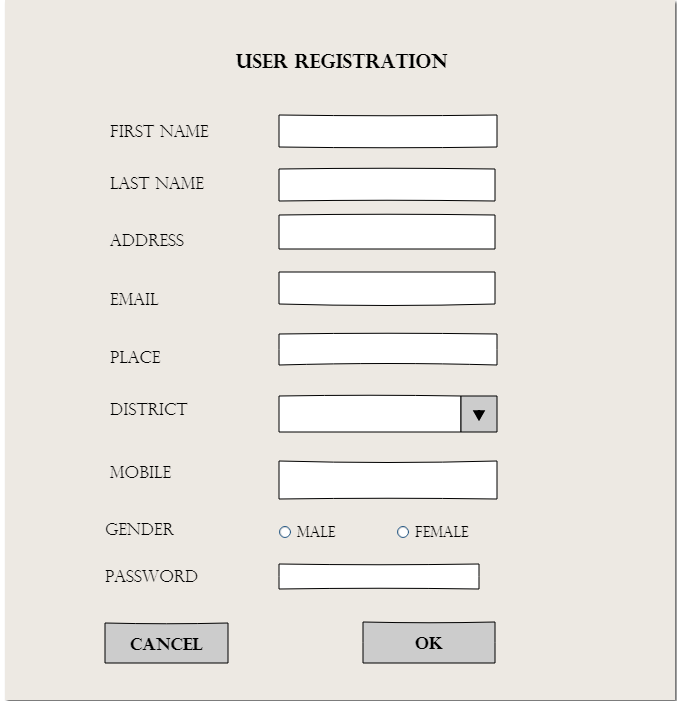 USER REGISTRATION
FIRST NAME
LAST NAME
ADDRESS
EMAIL
PLACE
DISTRICT
MOBILE
GENDER MALE FEMALE
PASSWORD
CANCEL OK